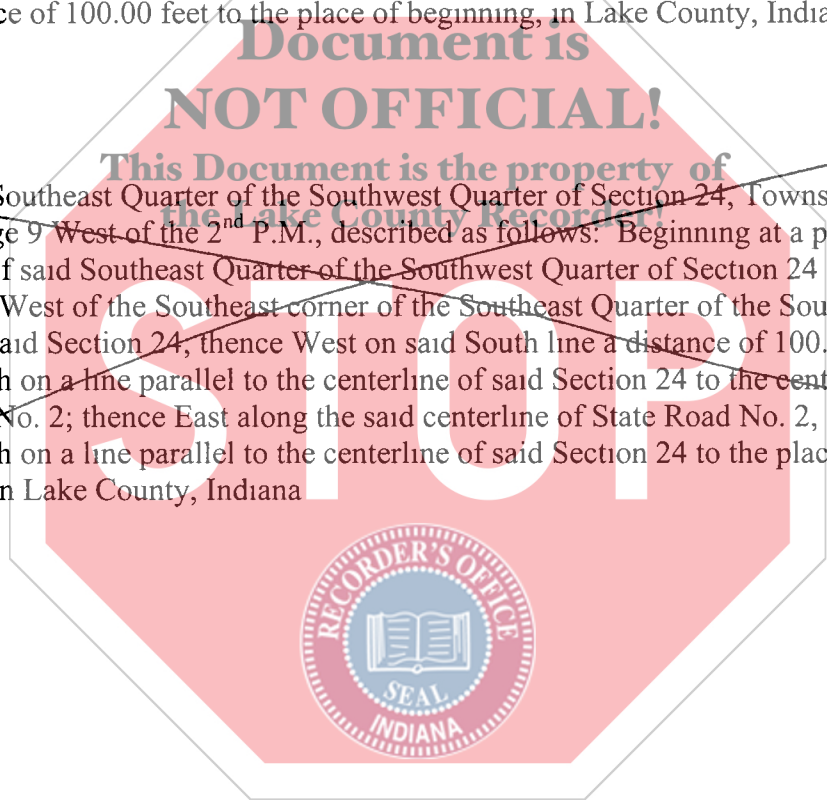 ce of 100.00 feet to the place of beginning, in Lake County, India
Document is
NOT OFFICIAL!
This Document is the property of
the Lake County Recorder!
Southeast Quarter of the Southwest Quarter of Section 24, Towns
ge 9 West of the 2nd P.M., described as follows: Beginning at a p
f said Southeast Quarter of the Southwest Quarter of Section 24
West of the Southeast corner of the Southeast Quarter of the Sou
aid Section 24, thence West on said South line a distance of 100.
h on a line parallel to the centerline of said Section 24 to the cent
No. 2; thence East along the said centerline of State Road No. 2,
h on a line parallel to the centerline of said Section 24 to the plac
n Lake County, Indiana
STOP
RECORDER'S OFFICE
SEAL
INDIANA